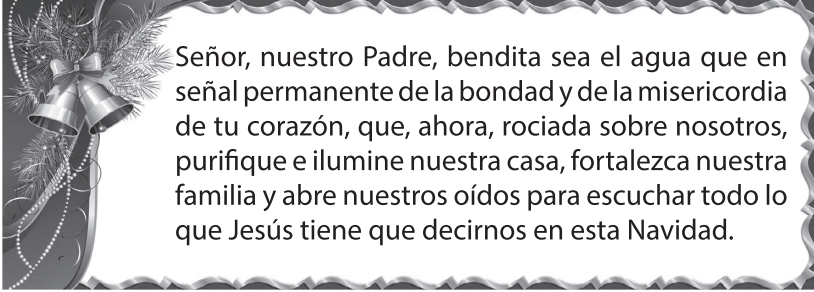 Señor, nuestro Padre, bendita sea el agua que en
señal permanente de la bondad y de la misericordia
de tu corazón, que, ahora, rociada sobre nosotros,
purifique e ilumine nuestra casa, fortalezca nuestra
familia y abre nuestros oídos para escuchar todo lo
que Jesús tiene que decirnos en esta Navidad.